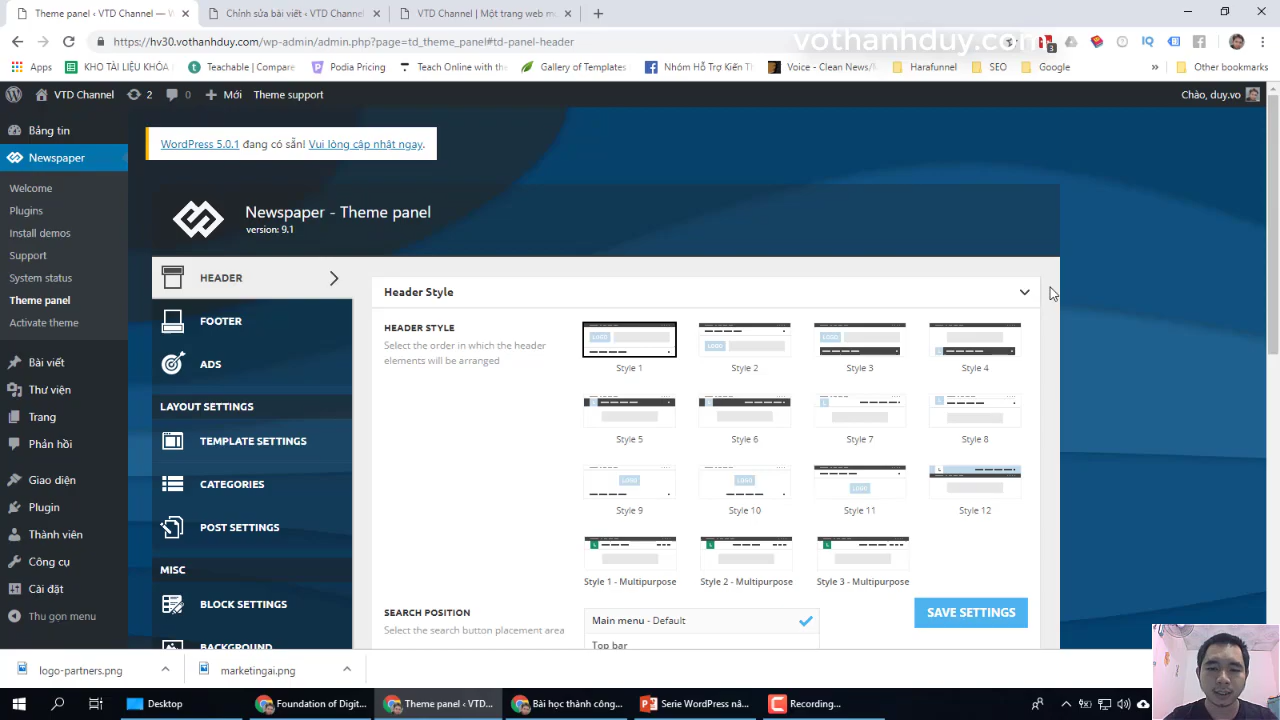 Theme panel ‹ VTD Channel — W
Chỉnh sửa bài viết ‹ VTD Channel
VTD Channel | Một trang web m
https://hv30.vothanhduy.com/wp-admin/admin.php?page=td_theme_panel#td-panel-header
vothanhduy.com
3
Apps
KHO TÀI LIỆU KHÓA
Teachable | Compare
Podia Pricing
Teach Online with the
Gallery of Templates
Nhóm Hỗ Trợ Kiến T
Voice - Clean News/
Harafunnel
SEO
Google
»
Other bookmarks
VTD Channel
2
0
Mới
Theme support
Chào, duy.vo
Bảng tin
WordPress 5.0.1 đang có sẵn! Vui lòng cập nhật ngay.
Newspaper
Welcome
Plugins
Install demos
Support
System status
Theme panel
Activate theme
Bài viết
Thư viện
Trang
Phản hồi
Giao diện
Plugin
Thành viên
Công cụ
Cài đặt
Thu gọn menu
Newspaper - Theme panel
version: 9.1
HEADER
FOOTER
ADS
LAYOUT SETTINGS
TEMPLATE SETTINGS
CATEGORIES
POST SETTINGS
MISC
BLOCK SETTINGS
BACKGROUND
Header Style
HEADER STYLE
Select the order in which the header
elements will be arranged
Style 1
Style 2
Style 3
Style 4
Style 5
Style 6
Style 7
Style 8
Style 9
Style 10
Style 11
Style 12
Style 1 - Multipurpose
Style 2 - Multipurpose
Style 3 - Multipurpose
SEARCH POSITION
Select the search button placement area
Main menu - Default
Top bar
SAVE SETTINGS
logo-partners.png
marketingai.png
Desktop
Foundation of Digit...
Theme panel ‹ VTD...
Bài học thành công...
Serie WordPress nâ...
Recording...